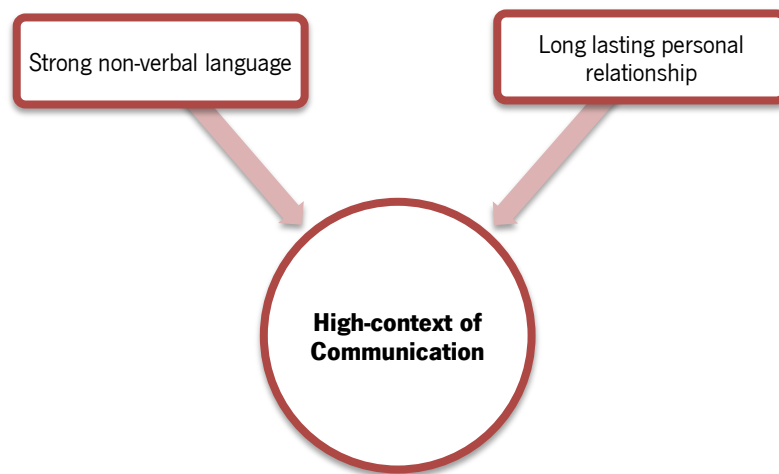 Strong non-verbal language
Long lasting personal
relationship
High-context of
Communication